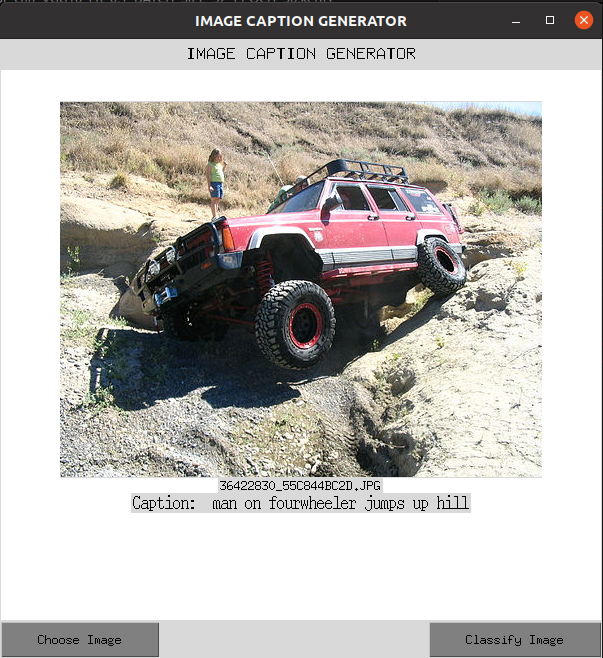 IMAGE CAPTION GENERATOR
IMAGE CAPTION GENERATOR
36422830_55C844BC2D.JPG
Caption: man on fourwheeler jumps up hill
Choose Image
Classify Image